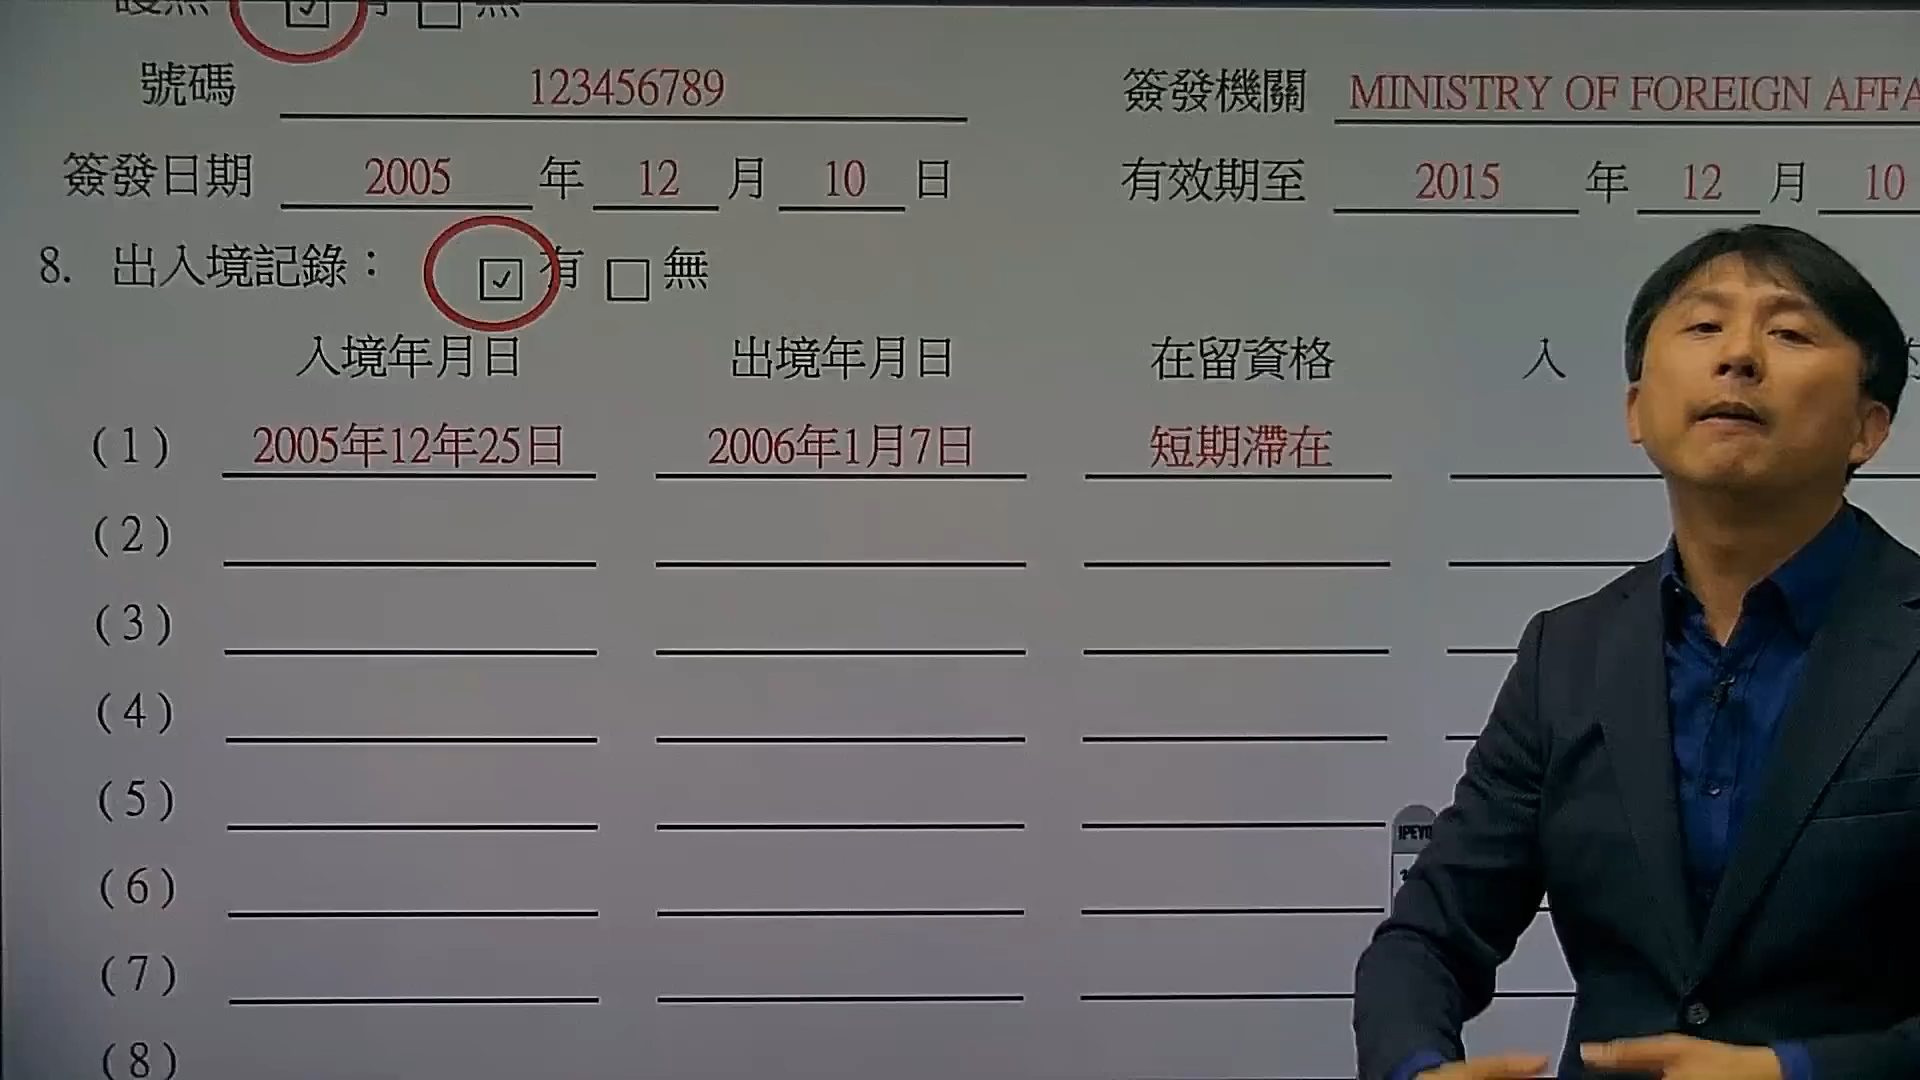 護照 ☑ 有 □ 無
號碼 123456789 簽發機關 MINISTRY OF FOREIGN AFFA
簽發日期 2005 年 12 月 10 日 有效期至 2015 年 12 月 10
8. 出入境記錄： ☑ 有 □ 無
入境年月日 出境年月日 在留資格 入
(1) 2005年12年25日 2006年1月7日 短期滯在
(2)
(3)
(4)
(5)
(6)
(7)
(8)